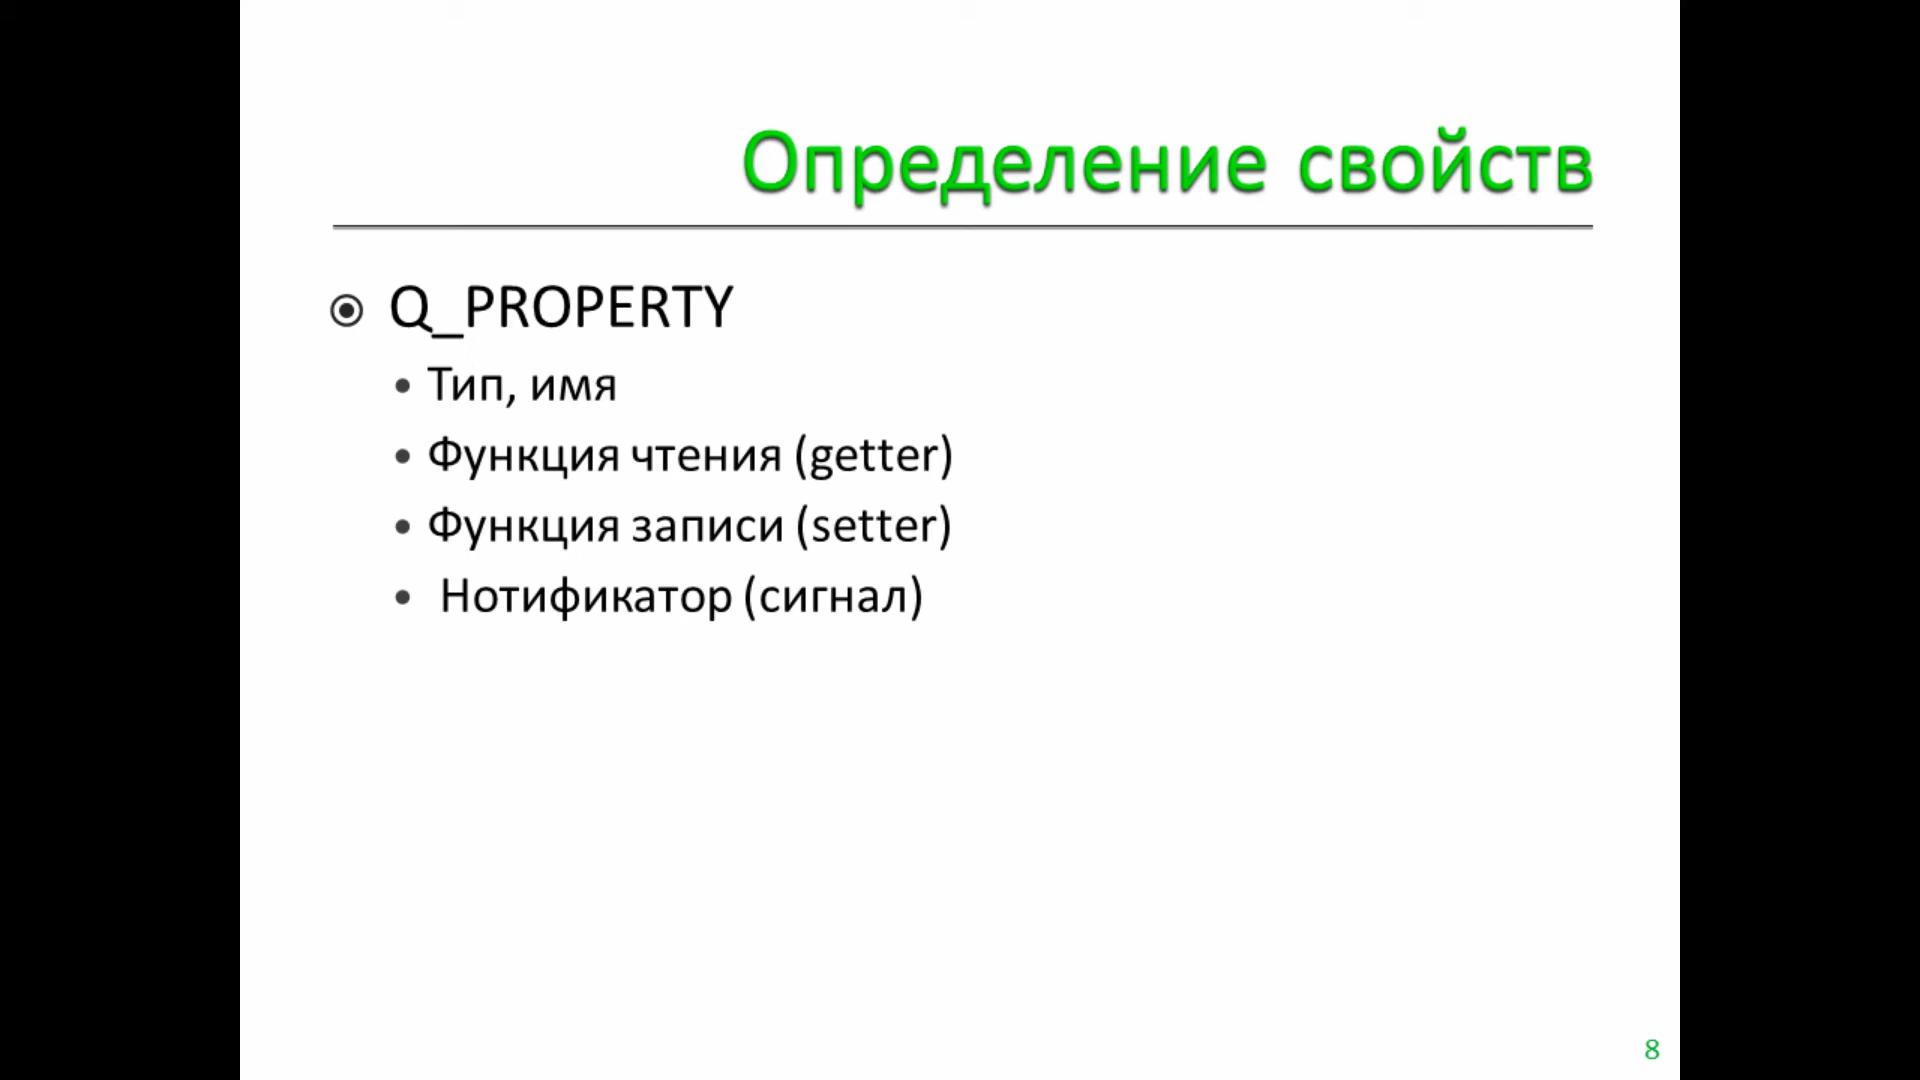 Определение свойств
Q_PROPERTY
Тип, имя
Функция чтения (getter)
Функция записи (setter)
Нотификатор (сигнал)
8